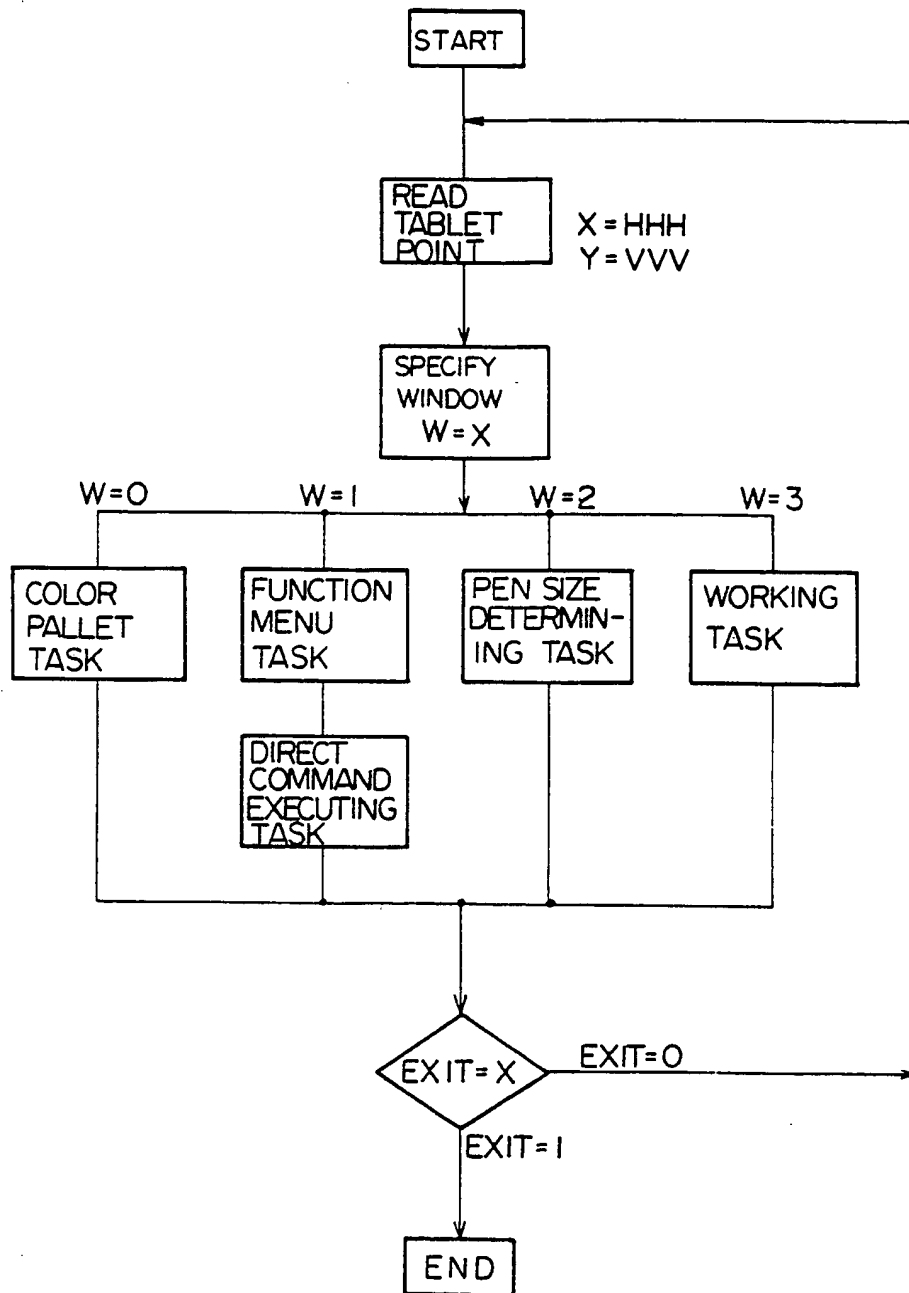 START
READ
TABLET
POINT
X=HHH
Y=VVV
SPECIFY
WINDOW
W=X
W=0
W=1
W=2
W=3
COLOR
PALLET
TASK
FUNCTION
MENU
TASK
PEN SIZE
DETERMIN-
ING TASK
WORKING
TASK
DIRECT
COMMAND
EXECUTING
TASK
EXIT=X
EXIT=0
EXIT=1
END